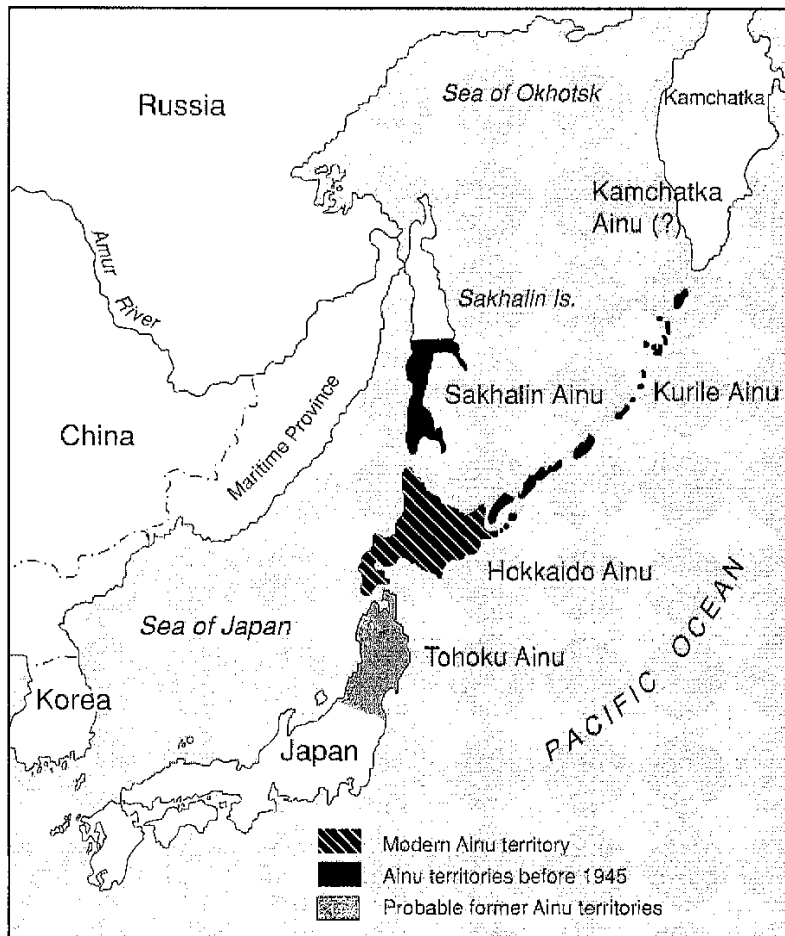 Russia
Sea of Okhotsk
Kamchatka
Kamchatka
Ainu (?)
Amur
River
Sakhalin Is.
Sakhalin Ainu
Kurile Ainu
China
Maritime Province
Hokkaido Ainu
Sea of Japan
Tohoku Ainu
Korea
PACIFIC OCEAN
Japan
Modern Ainu territory
Ainu territories before 1945
Probable former Ainu territories